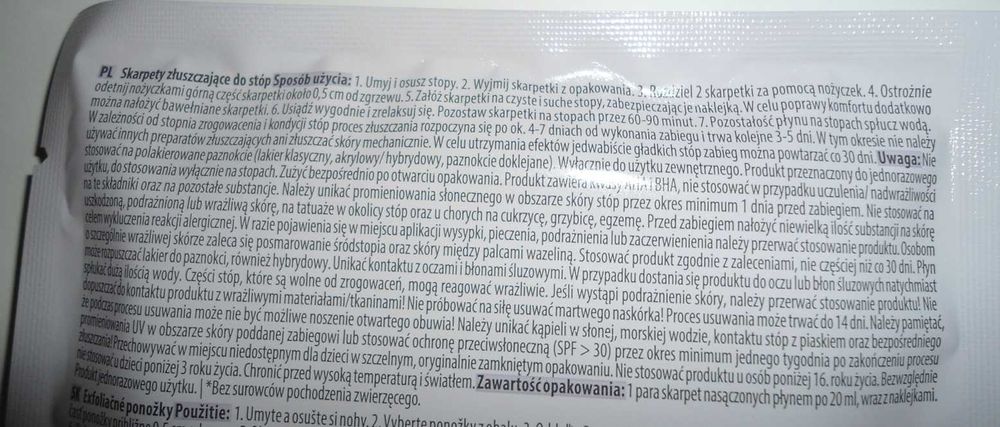 PL Skarpety złuszczające do stóp Sposób użycia: 1. Umyj i osusz stopy. 2. Wyjmij skarpetki z opakowania. 3. Rozdziel 2 skarpetki za pomocą nożyczek. 4. Ostrożnie
odetnij nożyczkami górną część skarpetki około 0,5 cm od zgrzewu. 5. Załóż skarpetki na czyste i suche stopy, zabezpieczając je naklejką. W celu poprawy komfortu dodatkowo
można nałożyć bawełniane skarpetki. 6. Usiądź wygodnie i zrelaksuj się. Pozostaw skarpetki na stopach przez 60-90 minut. 7. Pozostałość płynu na stopach spłucz wodą.
W zależności od stopnia zrogowacenia i kondycji stóp proces złuszczania rozpoczyna się po ok. 4-7 dniach od wykonania zabiegu i trwa kolejne 3-5 dni. W tym okresie nie należy
używać innych preparatów złuszczających ani złuszczać skóry mechanicznie. W celu utrzymania efektów jedwabiście gładkich stóp zabieg można powtarzać co 30 dni. Uwaga: Nie
stosować na polakierowane paznokcie (lakier klasyczny, akrylowy/ hybrydowy, paznokcie doklejane). Wyłącznie do użytku zewnętrznego. Produkt przeznaczony do jednorazowego
użytku, do stosowania wyłącznie na stopach. Zużyć bezpośrednio po otwarciu opakowania. Produkt zawiera kwasy AHA i BHA, nie stosować w przypadku uczulenia/ nadwrażliwości
na te składniki oraz na pozostałe substancje. Należy unikać promieniowania słonecznego w obszarze skóry stóp przez okres minimum 1 dnia przed zabiegiem. Nie stosować na
uszkodzoną, podrażnioną lub wrażliwą skórę, na tatuaże w okolicy stóp oraz u chorych na cukrzycę, grzybicę, egzemę. Przed zabiegiem nałożyć niewielką ilość substancji na skórę
celem wykluczenia reakcji alergicznej. W razie pojawienia się w miejscu aplikacji wysypki, pieczenia, podrażnienia lub zaczerwienienia należy przerwać stosowanie produktu. Osobom
o szczególnie wrażliwej skórze zaleca się posmarowanie śródstopia oraz skóry między palcami wazeliną. Stosować produkt zgodnie z zaleceniami, nie częściej niż co 30 dni. Płyn
może rozpuszczać lakier do paznokci, również hybrydowy. Unikać kontaktu z oczami i błonami śluzowymi. W przypadku dostania się produktu do oczu lub błon śluzowych natychmiast
spłukać dużą ilością wody. Części stóp, które są wolne od zrogowaceń, mogą reagować wrażliwie. Jeśli wystąpi podrażnienie skóry, należy przerwać stosowanie produktu! Nie
dopuszczać do kontaktu produktu z wrażliwymi materiałami/tkaninami! Nie próbować na siłę usuwać martwego naskórka! Proces usuwania może trwać do 14 dni. Należy pamiętać,
że podczas procesu usuwania może nie być możliwe noszenie otwartego obuwia! Należy unikać kąpieli w słonej, morskiej wodzie, kontaktu stóp z piaskiem oraz bezpośredniego
promieniowania UV w obszarze skóry poddanej zabiegowi lub stosować ochronę przeciwsłoneczną (SPF > 30) przez okres minimum jednego tygodnia po zakończeniu procesu
złuszczania! Przechowywać w miejscu niedostępnym dla dzieci w szczelnym, oryginalnie zamkniętym opakowaniu. Nie stosować produktu u osób poniżej 16. roku życia. Bezwzględnie
nie stosować u dzieci poniżej 3 roku życia. Chronić przed wysoką temperaturą i światłem. Zawartość opakowania: 1 para skarpet nasączonych płynem po 20 ml, wraz z naklejkami.
Produkt jednorazowego użytku. | *Bez surowców pochodzenia zwierzęcego.
SK Exfoliačné ponožky Použitie: 1. Umyte a osušte si nohy. 2. Vyberte ponožky z obalu.
časť ponožky približne 0,5 cm